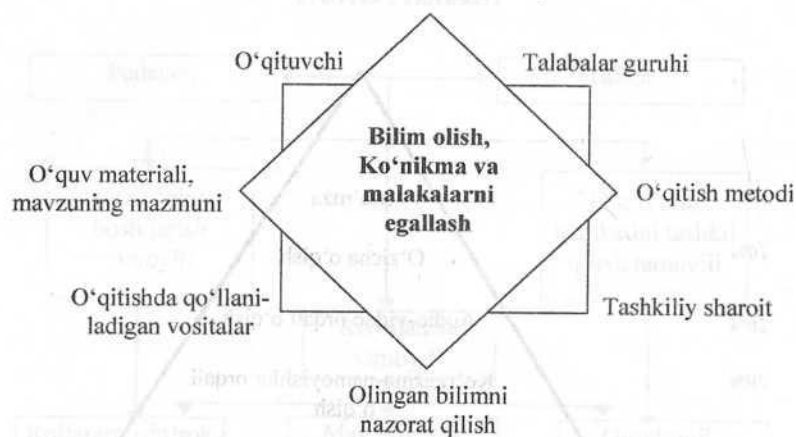 O‘qituvchi
Talabalar guruhi
Bilim olish,
Ko‘nikma va
malakalarni
egallash
O‘quv materiali,
mavzuning mazmuni
O‘qitish metodi
O‘qitishda qo‘llani-
ladigan vositalar
Tashkiliy sharoit
Olingan bilimni
nazorat qilish